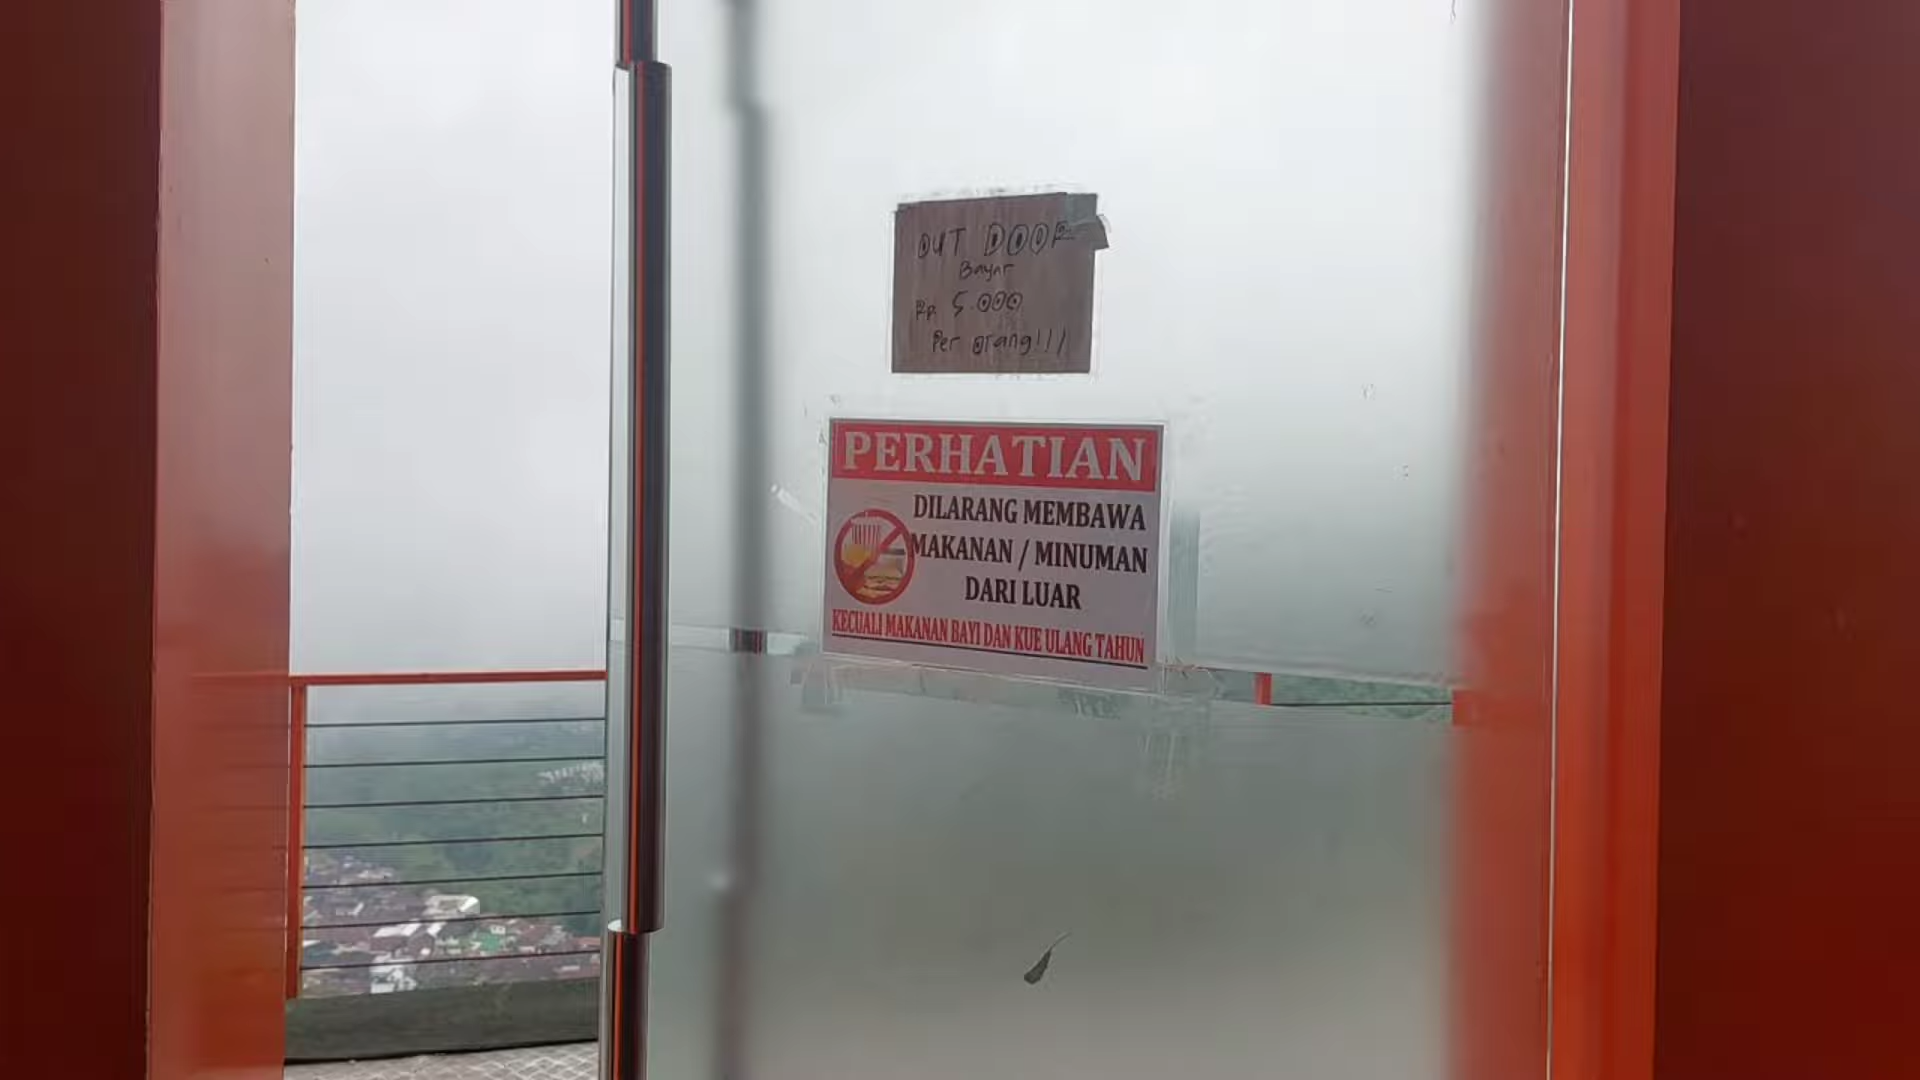 OUT DOOR
Bayar
Rp 5.000
Per orang!!!
PERHATIAN
DILARANG MEMBAWA
MAKANAN / MINUMAN
DARI LUAR
KECUALI MAKANAN BAYI DAN KUE ULANG TAHUN